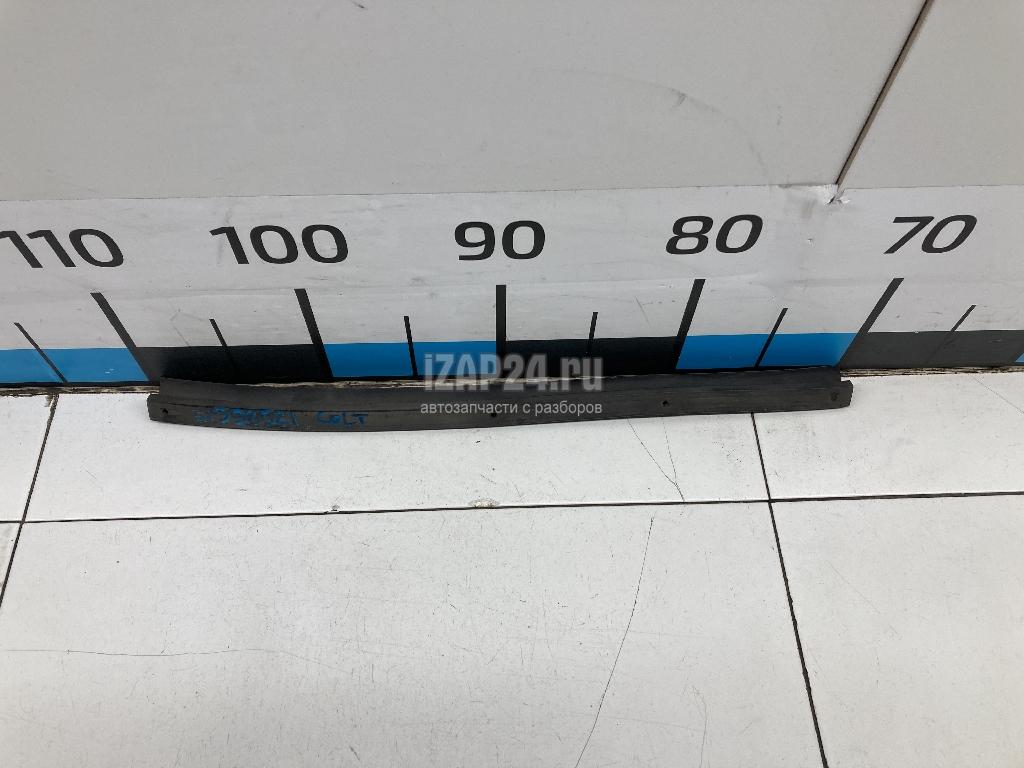 110 100 90 80 70
iZAP24.ru
автозапчасти с разборов
COLT